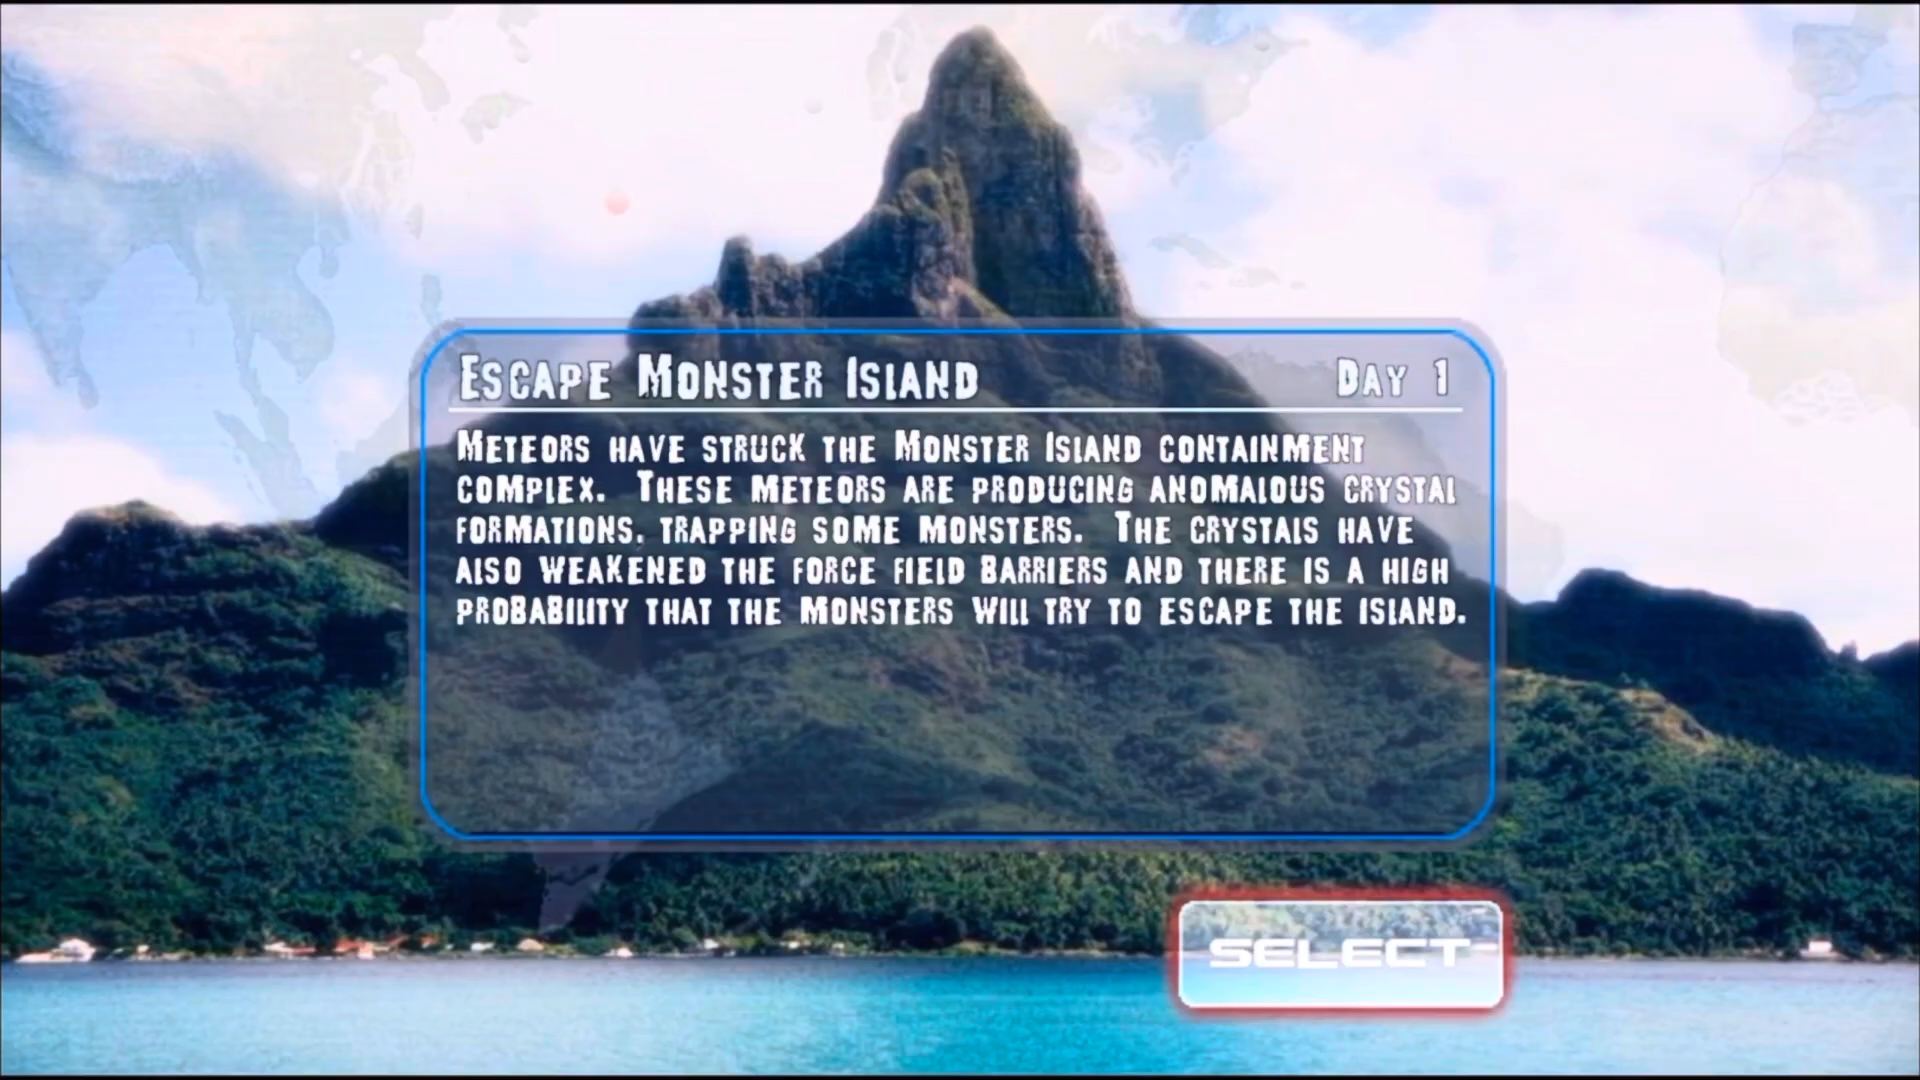 Escape Monster Island
Day 1
Meteors have struck the Monster Island containment
complex. These meteors are producing anomalous crystal
formations, trapping some monsters. The crystals have
also weakened the force field barriers and there is a high
probability that the monsters will try to escape the island.
SELECT